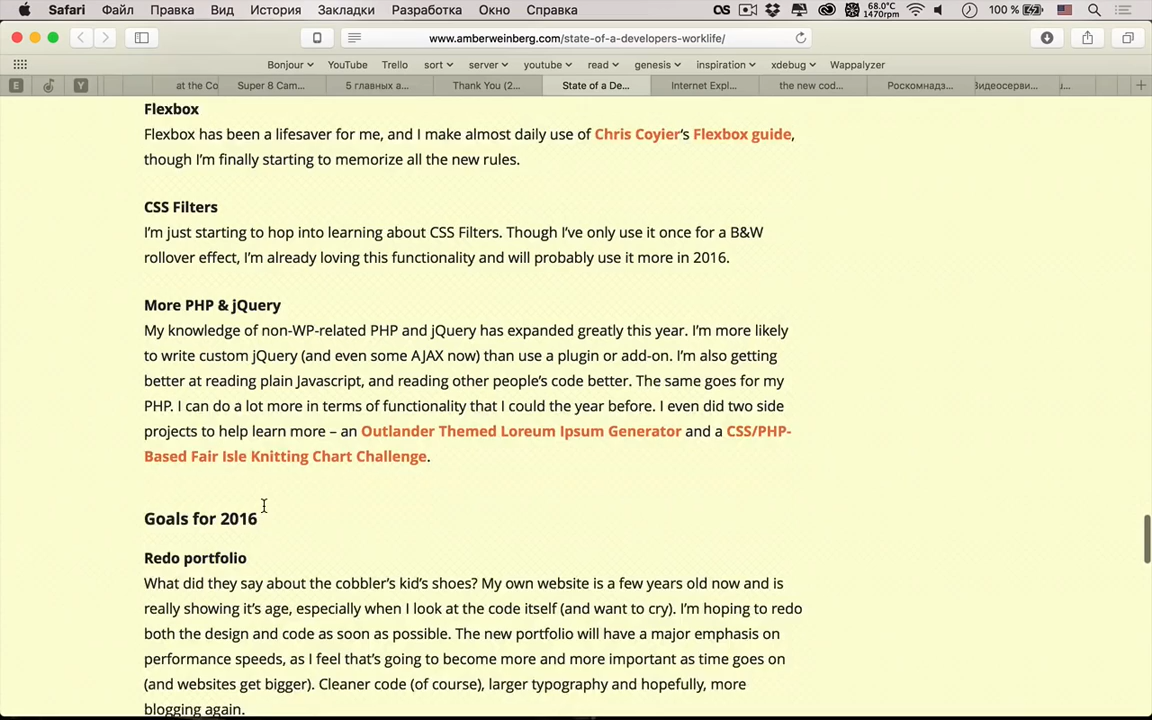 Safari Файл Правка Вид История Закладки Разработка Окно Справка 68.0°C 1470rpm 100 %
www.amberweinberg.com/state-of-a-developers-worklife/
Bonjour YouTube Trello sort server youtube read genesis inspiration xdebug Wappalyzer
E Y at the Co Super 8 Cam... 5 главных а... Thank You (2... State of a De... Internet Expl... the new cod... Роскомнадз... Видеосерви...
Flexbox
Flexbox has been a lifesaver for me, and I make almost daily use of Chris Coyier‘s Flexbox guide,
though I’m finally starting to memorize all the new rules.
CSS Filters
I’m just starting to hop into learning about CSS Filters. Though I’ve only use it once for a B&W
rollover effect, I’m already loving this functionality and will probably use it more in 2016.
More PHP & jQuery
My knowledge of non-WP-related PHP and jQuery has expanded greatly this year. I’m more likely
to write custom jQuery (and even some AJAX now) than use a plugin or add-on. I’m also getting
better at reading plain Javascript, and reading other people’s code better. The same goes for my
PHP. I can do a lot more in terms of functionality that I could the year before. I even did two side
projects to help learn more – an Outlander Themed Loreum Ipsum Generator and a CSS/PHP-
Based Fair Isle Knitting Chart Challenge.
Goals for 2016
Redo portfolio
What did they say about the cobbler’s kid’s shoes? My own website is a few years old now and is
really showing it’s age, especially when I look at the code itself (and want to cry). I’m hoping to redo
both the design and code as soon as possible. The new portfolio will have a major emphasis on
performance speeds, as I feel that’s going to become more and more important as time goes on
(and websites get bigger). Cleaner code (of course), larger typography and hopefully, more
blogging again.